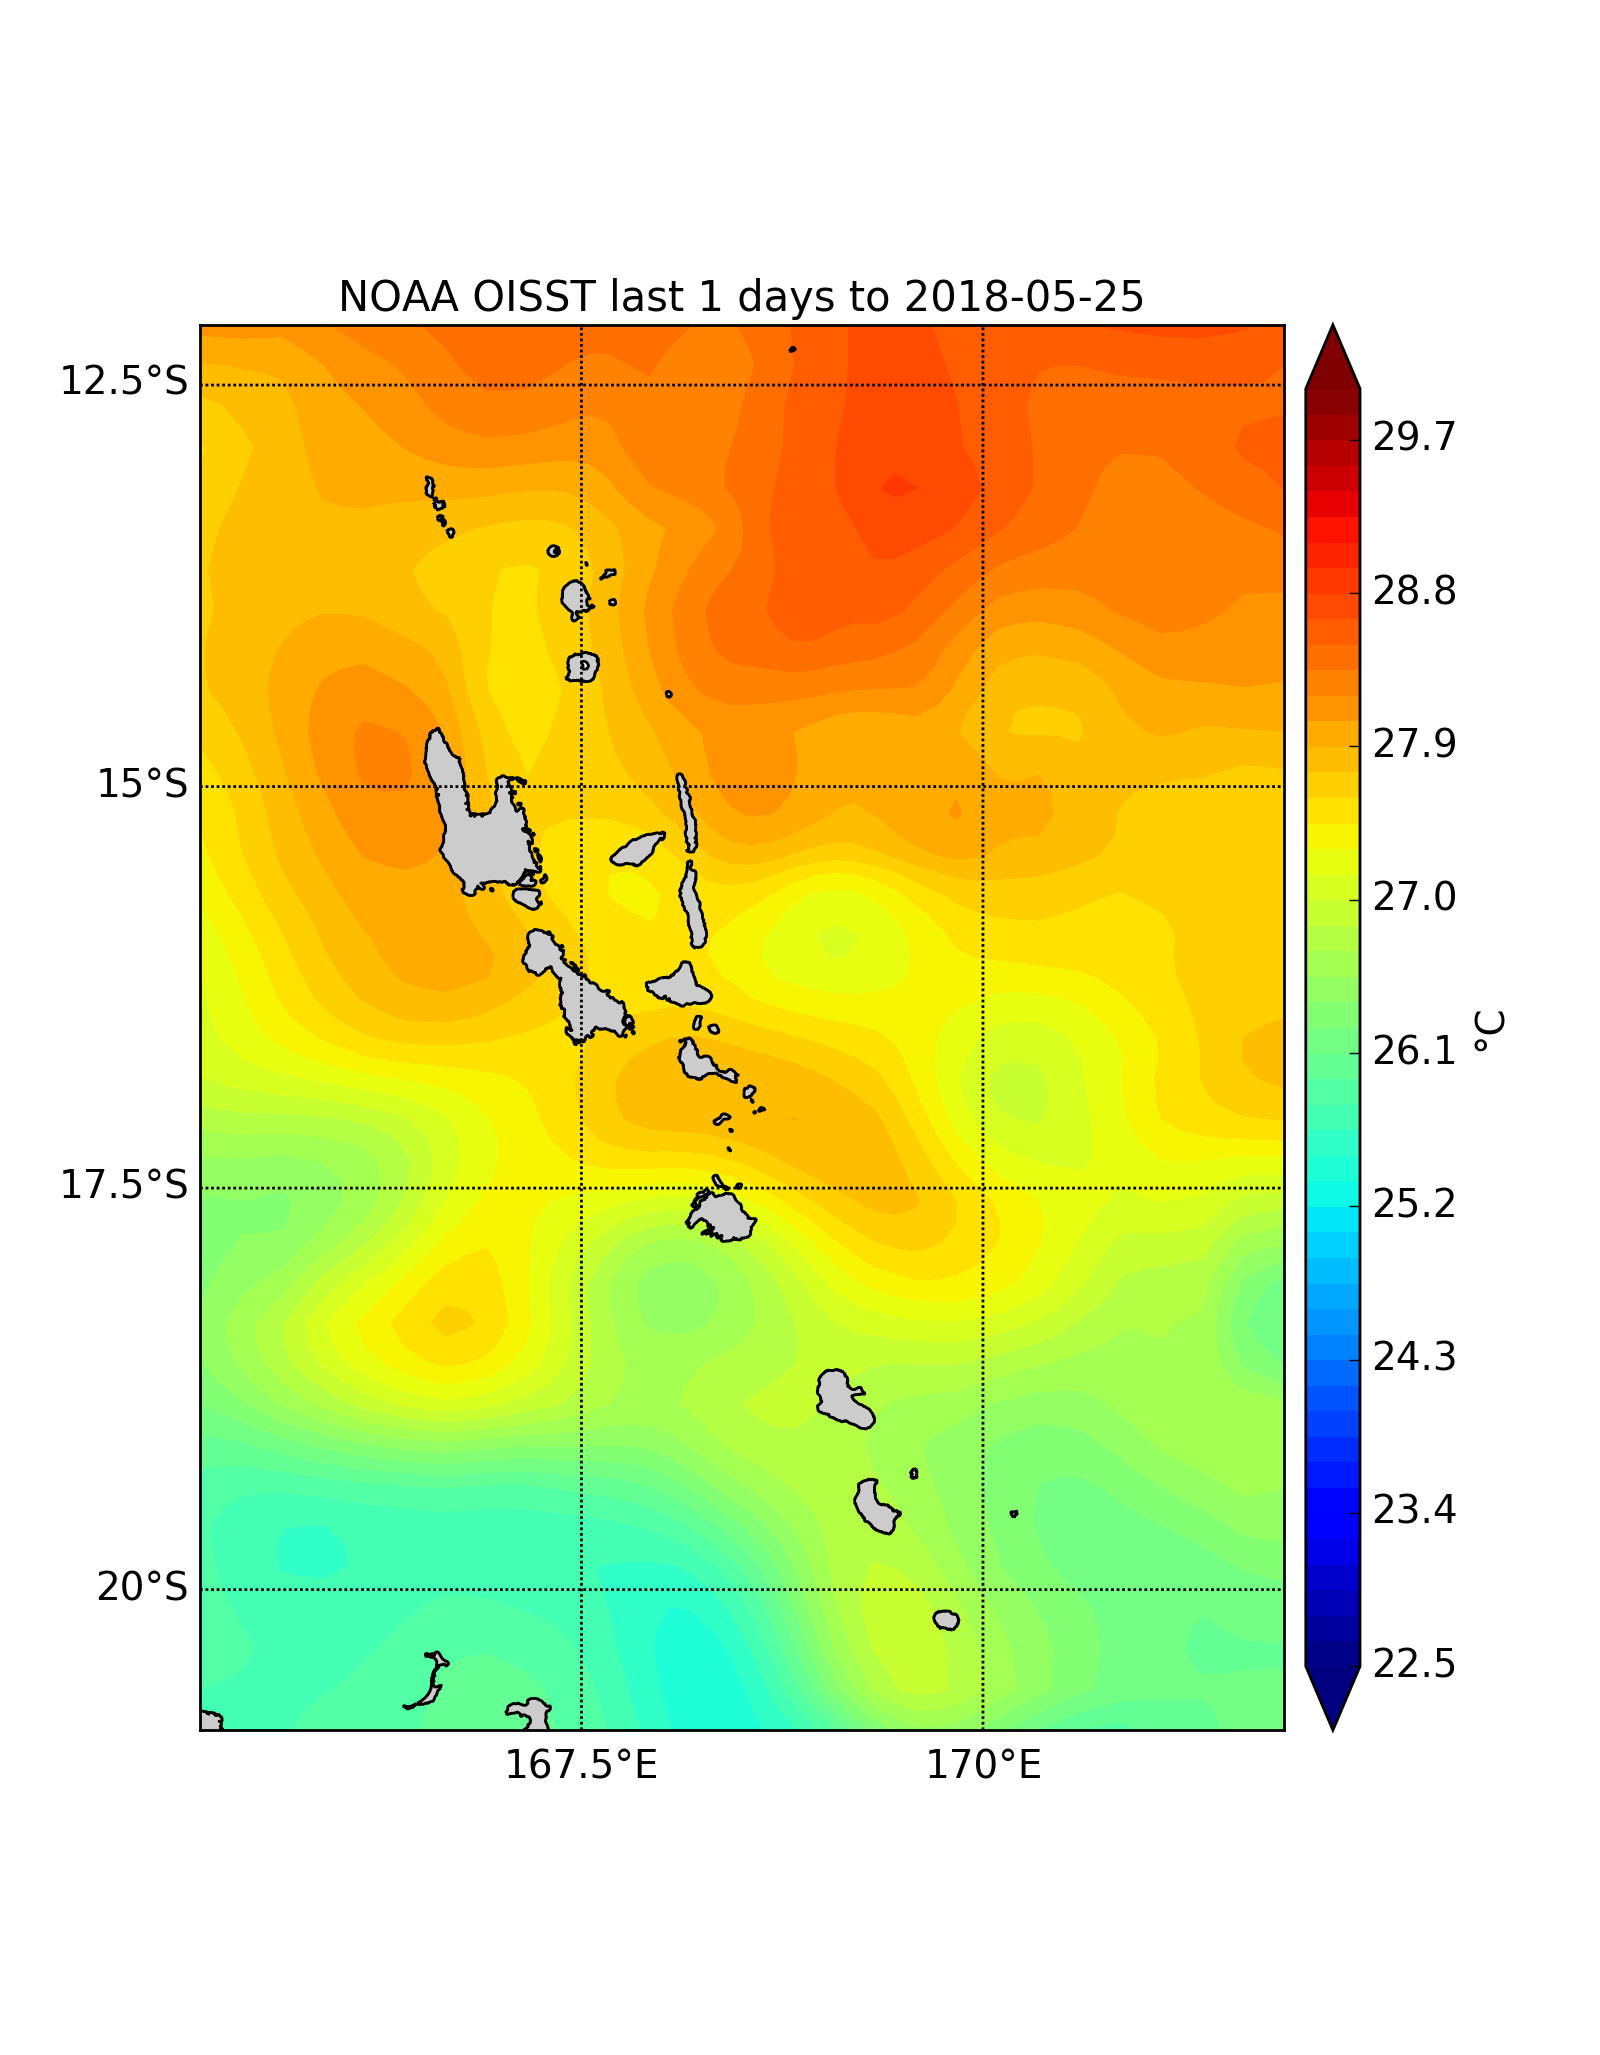 NOAA OISST last 1 days to 2018-05-25
12.5°S
15°S
17.5°S
20°S
167.5°E
170°E
29.7
28.8
27.9
27.0
26.1
25.2
24.3
23.4
22.5
°C